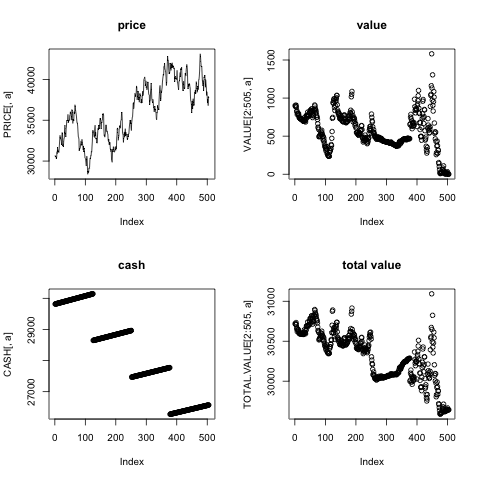 price
PRICE[, a]
30000 35000 40000
0 100 200 300 400 500
Index
value
VALUE[2:505, a]
0 500 1000 1500
0 100 200 300 400 500
Index
cash
CASH[, a]
27000 29000
0 100 200 300 400 500
Index
total value
TOTAL.VALUE[2:505, a]
30000 30500 31000
0 100 200 300 400 500
Index